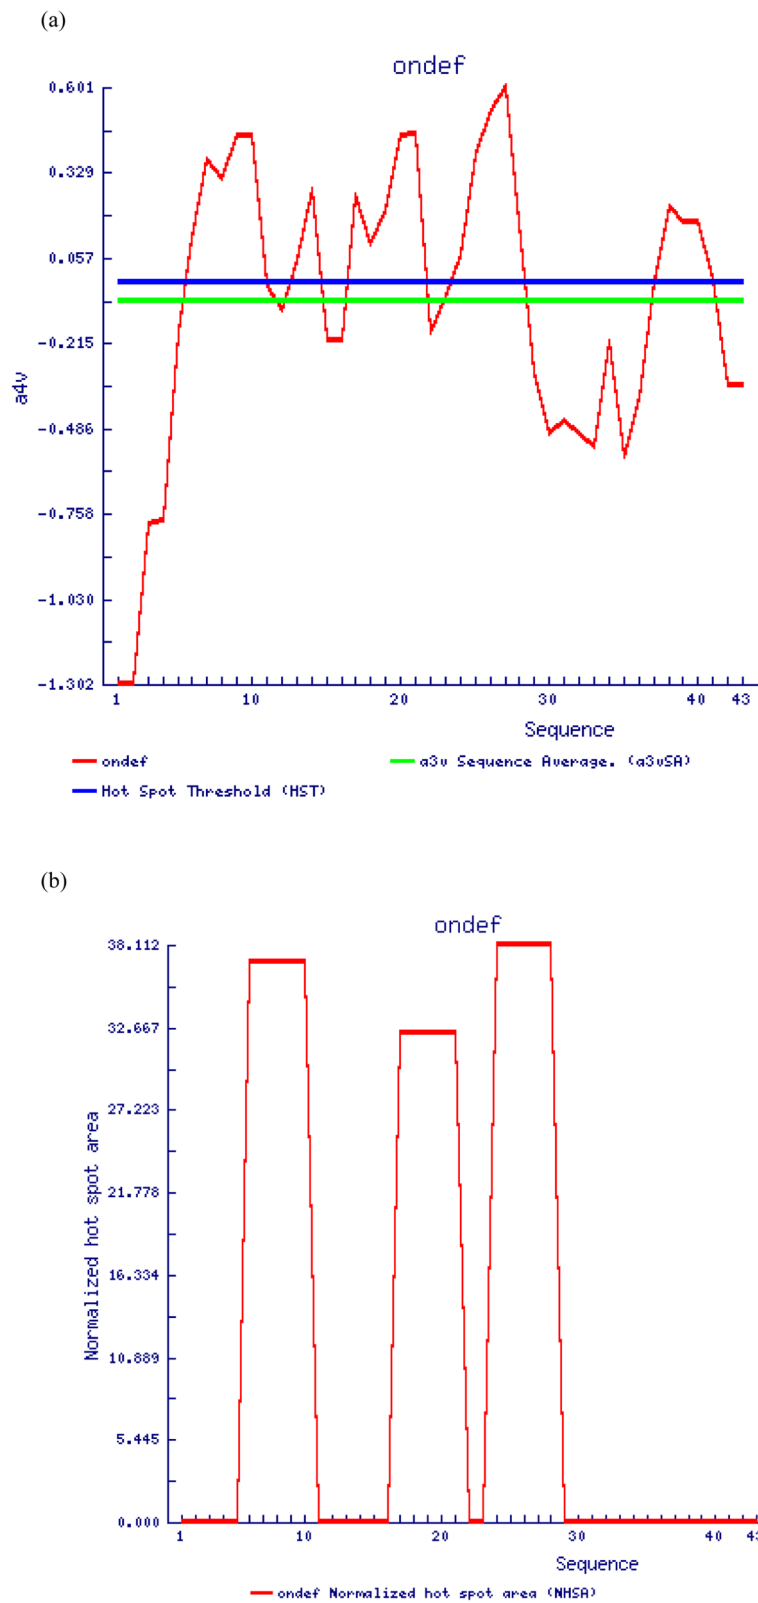 (a)
ondef
0.601
0.329
0.057
-0.215
-0.486
-0.758
-1.030
-1.302
a4v
1 10 20 30 40 43
Sequence
ondef
a3v Sequence Average. (a3vSA)
Hot Spot Threshold (HST)
(b)
ondef
38.112
32.667
27.223
21.778
16.334
10.889
5.445
0.000
Normalized hot spot area
1 10 20 30 40 43
Sequence
ondef Normalized hot spot area (NHSA)